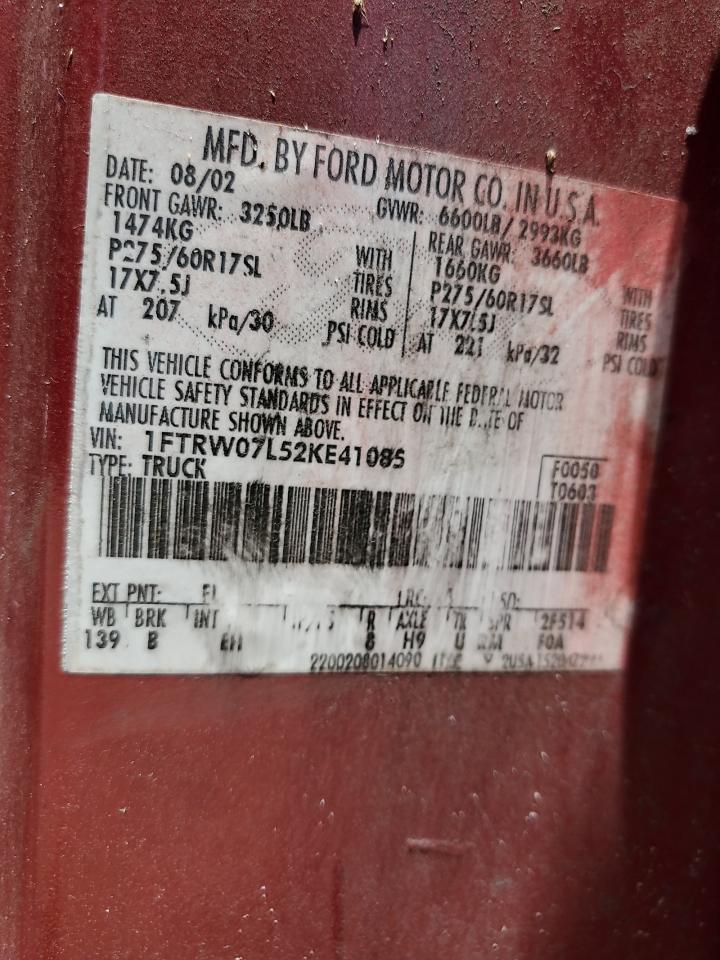 MFD. BY FORD MOTOR CO. IN U.S.A.
DATE: 08/02 GVWR: 6600LB/ 2993KG
FRONT GAWR: 3250LB REAR GAWR: 3660LB
1474KG WITH 1660KG WITH
P275/60R17SL TIRES P275/60R17SL TIRES
17X7.5J RIMS 17X7.5J RIMS
AT 207 kPa/30 PSI COLD AT 221 kPa/32 PSI COLD
THIS VEHICLE CONFORMS TO ALL APPLICABLE FEDERAL MOTOR
VEHICLE SAFETY STANDARDS IN EFFECT ON THE DATE OF
MANUFACTURE SHOWN ABOVE.
VIN: 1FTRW07L52KE41085
TYPE: TRUCK F0050
T0603
EXT PNT:
WB BRK INT R AXLE TR SPR 2F514
139 B EH 8 H9 U F0A
2200208014090